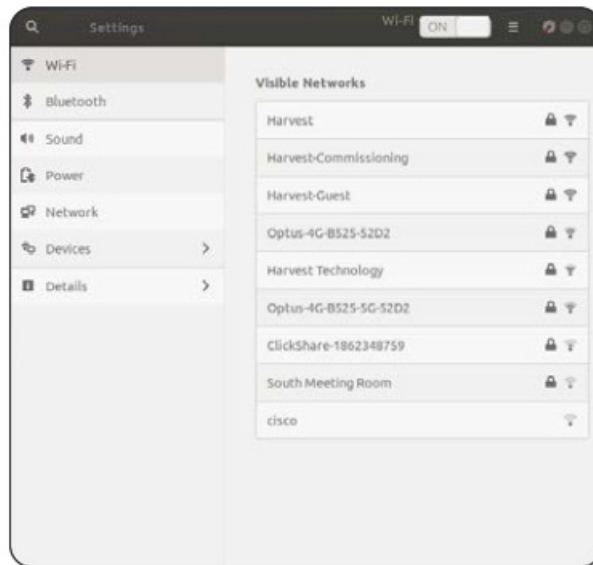 Settings
Wi-Fi ON
Wi-Fi
Bluetooth
Sound
Power
Network
Devices
Details
Visible Networks
Harvest
Harvest-Commissioning
Harvest-Guest
Optus-4G-B525-52D2
Harvest Technology
Optus-4G-B525-5G-52D2
ClickShare-1862348759
South Meeting Room
cisco